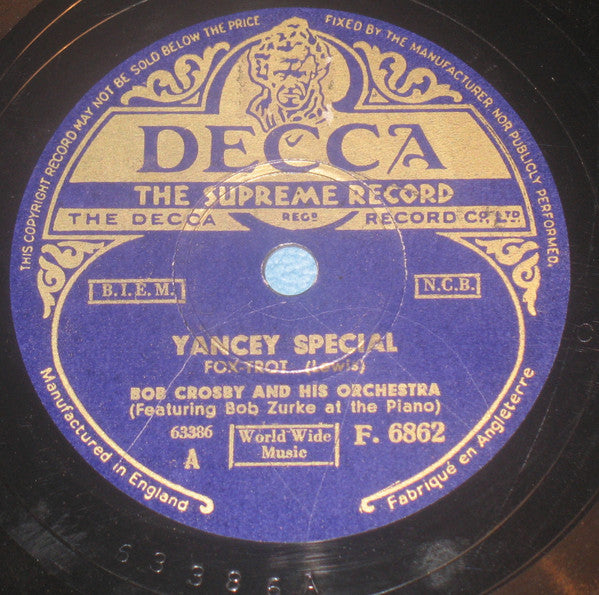 THIS COPYRIGHT RECORD MAY NOT BE SOLD BELOW THE PRICE FIXED BY THE MANUFACTURER, NOR PUBLICLY PERFORMED.
DECCA
THE SUPREME RECORD
THE DECCA REGD RECORD CO LTD
B.I.E.M. N.C.B.
YANCEY SPECIAL
FOX-TROT (Lewis)
BOB CROSBY AND HIS ORCHESTRA
(Featuring Bob Zurke at the Piano)
63386 World Wide F. 6862
A Music
Manufactured in England
Fabriqué en Angleterre
63386A